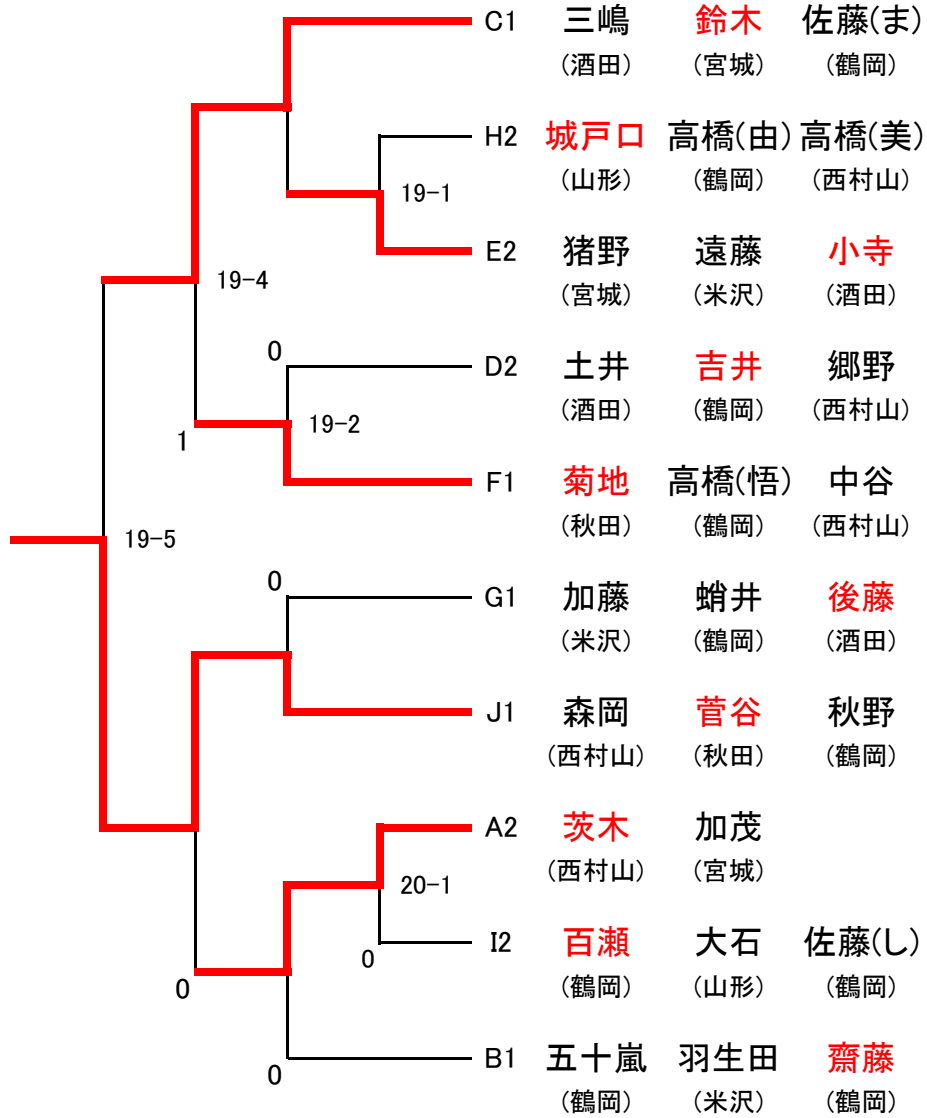 C1 三嶋 鈴木 佐藤(ま)
(酒田) (宮城) (鶴岡)
H2 城戸口 高橋(由) 高橋(美)
19-1 (山形) (鶴岡) (西村山)
E2 猪野 遠藤 小寺
19-4 (宮城) (米沢) (酒田)
0
D2 土井 吉井 郷野
(酒田) (鶴岡) (西村山)
19-2
1
F1 菊地 高橋(悟) 中谷
(秋田) (鶴岡) (西村山)
19-5
0
G1 加藤 蛸井 後藤
(米沢) (鶴岡) (酒田)
J1 森岡 菅谷 秋野
(西村山) (秋田) (鶴岡)
A2 茨木 加茂
(西村山) (宮城)
20-1
I2 百瀬 大石 佐藤(し)
0
(鶴岡) (山形) (鶴岡)
0
B1 五十嵐 羽生田 齋藤
0
(鶴岡) (米沢) (鶴岡)